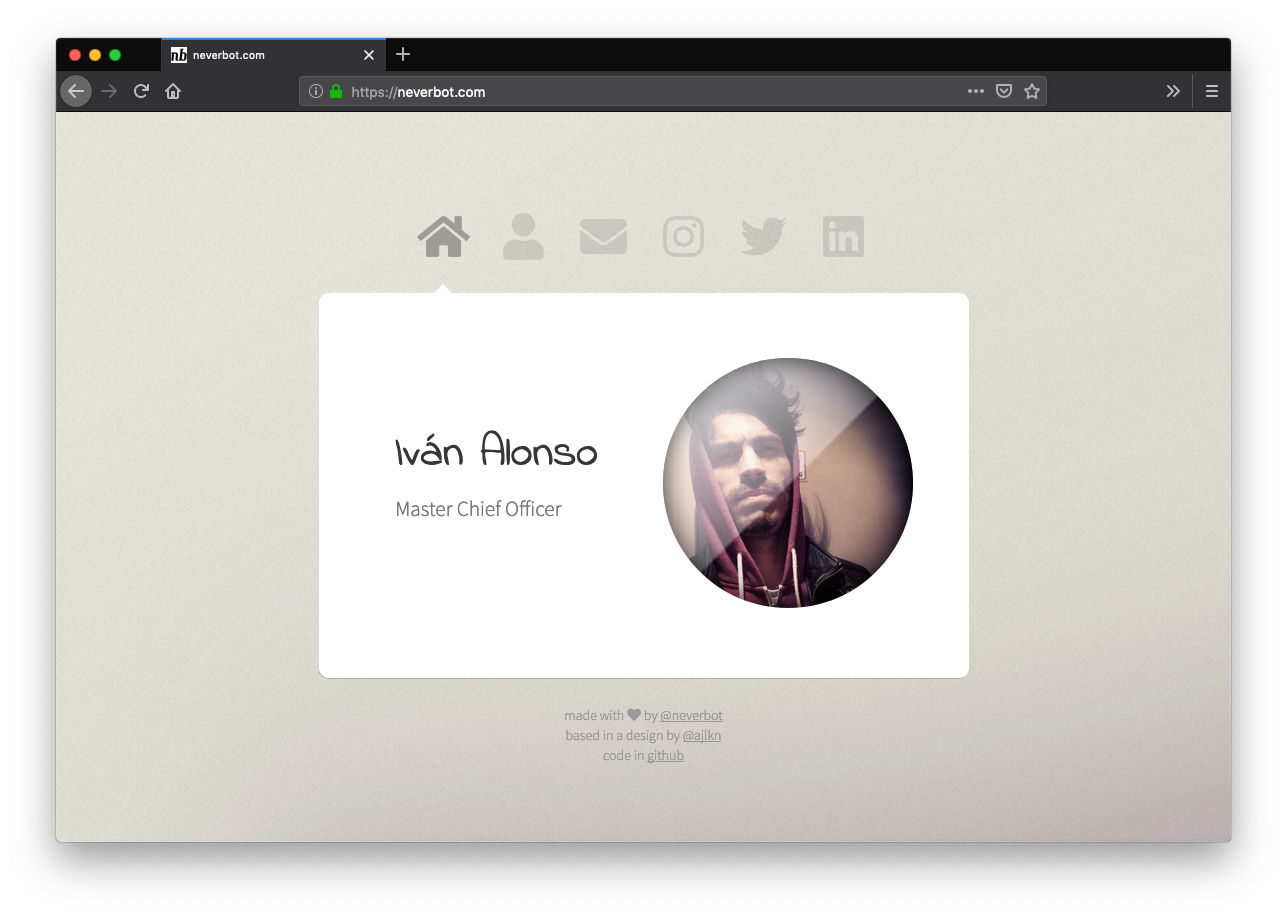 nb neverbot.com
https://neverbot.com
in
Iván Alonso
Master Chief Officer
made with by @neverbot
based in a design by @ajlkn
code in github